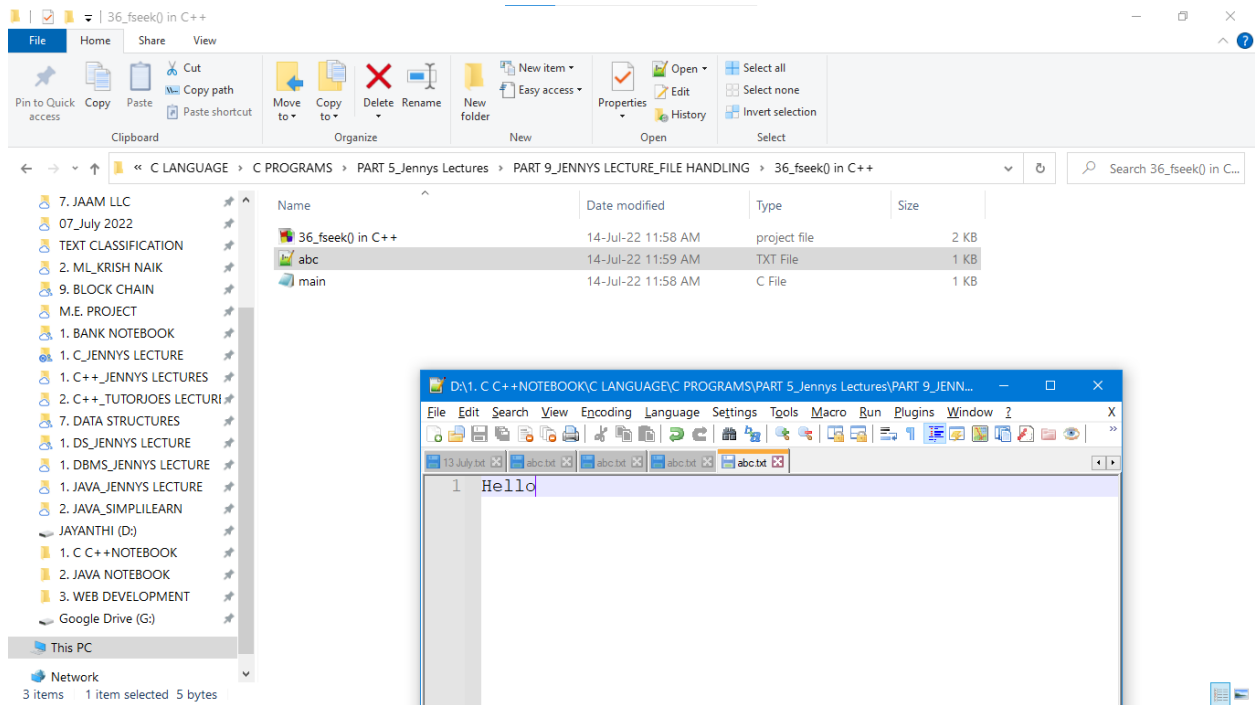 36_fseek() in C++
File Home Share View
Pin to Quick access
Copy
Paste
Cut
Copy path
Paste shortcut
Clipboard
Move to
Copy to
Delete
Rename
Organize
New folder
New item
Easy access
New
Properties
Open
Edit
History
Open
Select all
Select none
Invert selection
Select
« C LANGUAGE > C PROGRAMS > PART 5_Jennys Lectures > PART 9_JENNYS LECTURE_FILE HANDLING > 36_fseek() in C++
Search 36_fseek() in C...
7. JAAM LLC
07_July 2022
TEXT CLASSIFICATION
2. ML_KRISH NAIK
9. BLOCK CHAIN
M.E. PROJECT
1. BANK NOTEBOOK
1. C_JENNYS LECTURE
1. C++_JENNYS LECTURES
2. C++_TUTORJOES LECTURI
7. DATA STRUCTURES
1. DS_JENNYS LECTURE
1. DBMS_JENNYS LECTURE
1. JAVA_JENNYS LECTURE
2. JAVA_SIMPLILEARN
JAYANTHI (D:)
1. C C++NOTEBOOK
2. JAVA NOTEBOOK
3. WEB DEVELOPMENT
Google Drive (G:)
This PC
Network
3 items 1 item selected 5 bytes
Name Date modified Type Size
36_fseek() in C++ 14-Jul-22 11:58 AM project file 2 KB
abc 14-Jul-22 11:59 AM TXT File 1 KB
main 14-Jul-22 11:58 AM C File 1 KB
D:\1. C C++NOTEBOOK\C LANGUAGE\C PROGRAMS\PART 5_Jennys Lectures\PART 9_JENN...
File Edit Search View Encoding Language Settings Tools Macro Run Plugins Window ? X
13 July.txt abc.txt abc.txt abc.txt abc.txt
1 Hello